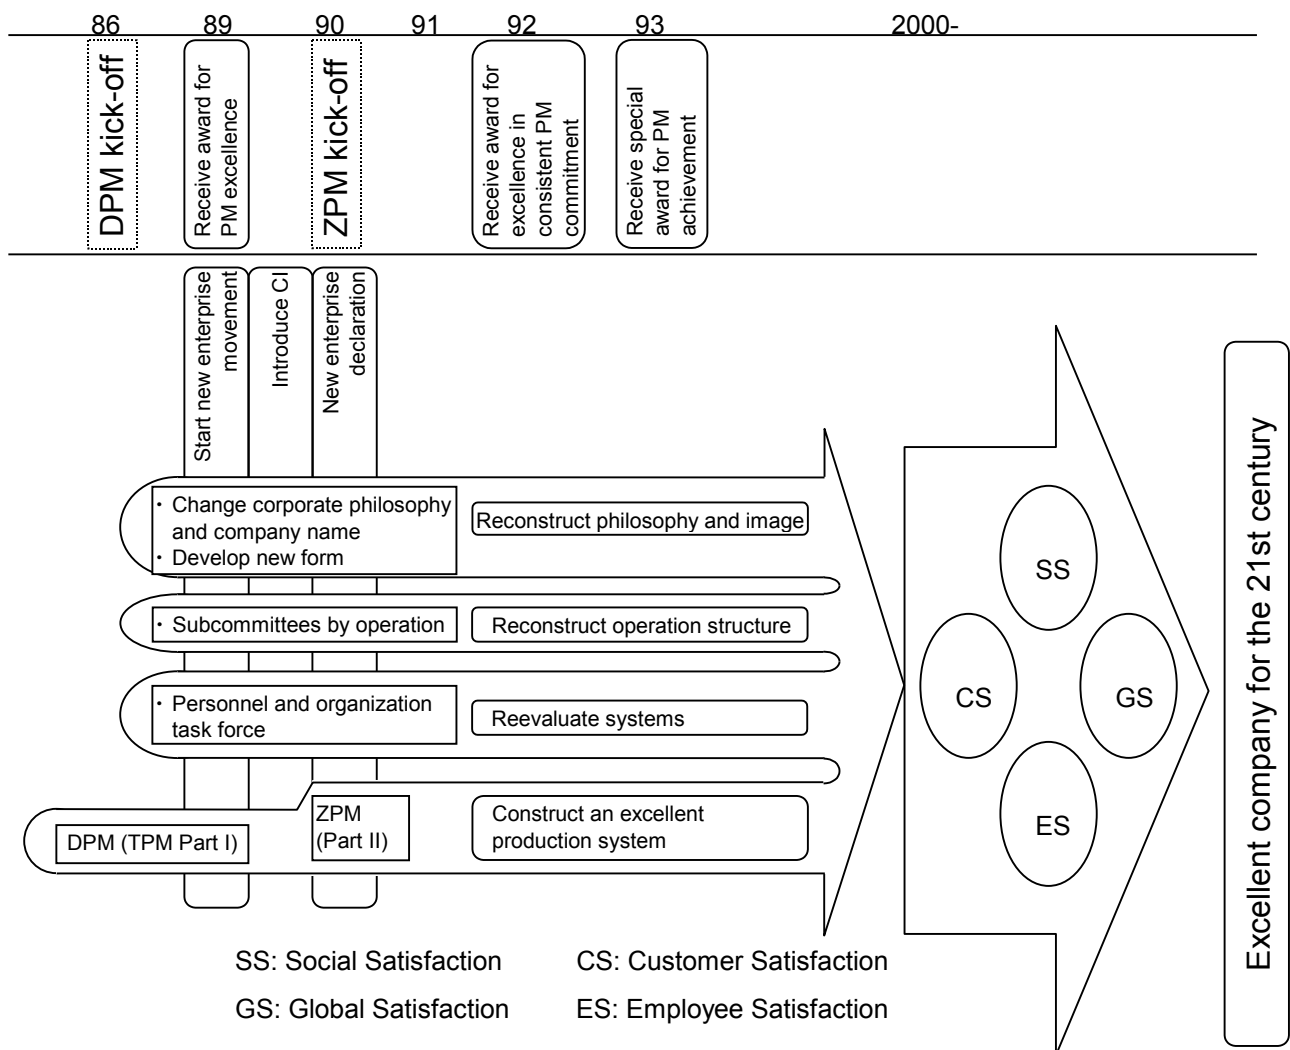 86 89 90 91 92 93 2000-
DPM kick-off
Receive award for
PM excellence
ZPM kick-off
Receive award for
excellence in
consistent PM
commitment
Receive special
award for PM
achievement
Start new enterprise
movement
Introduce CI
New enterprise
declaration
・ Change corporate philosophy
and company name
・ Develop new form
Reconstruct philosophy and image
・ Subcommittees by operation
Reconstruct operation structure
・ Personnel and organization
task force
Reevaluate systems
DPM (TPM Part I)
ZPM
(Part II)
Construct an excellent
production system
SS
CS
GS
ES
Excellent company for the 21st century
SS: Social Satisfaction CS: Customer Satisfaction
GS: Global Satisfaction ES: Employee Satisfaction